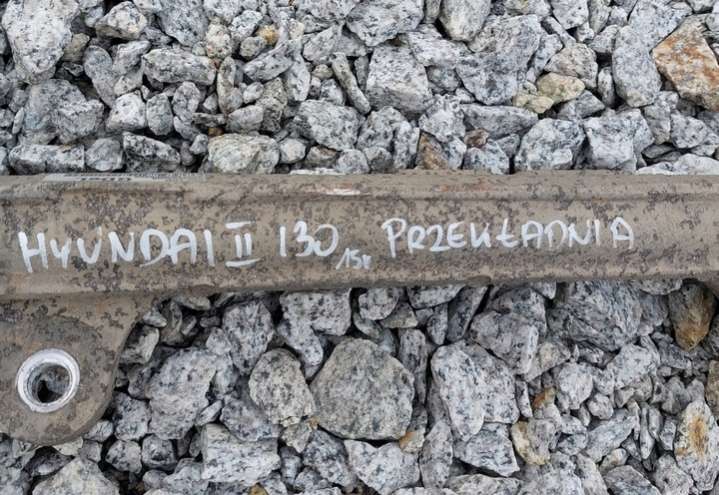 HYUNDAI II 130 15r PRZEKŁADNIA